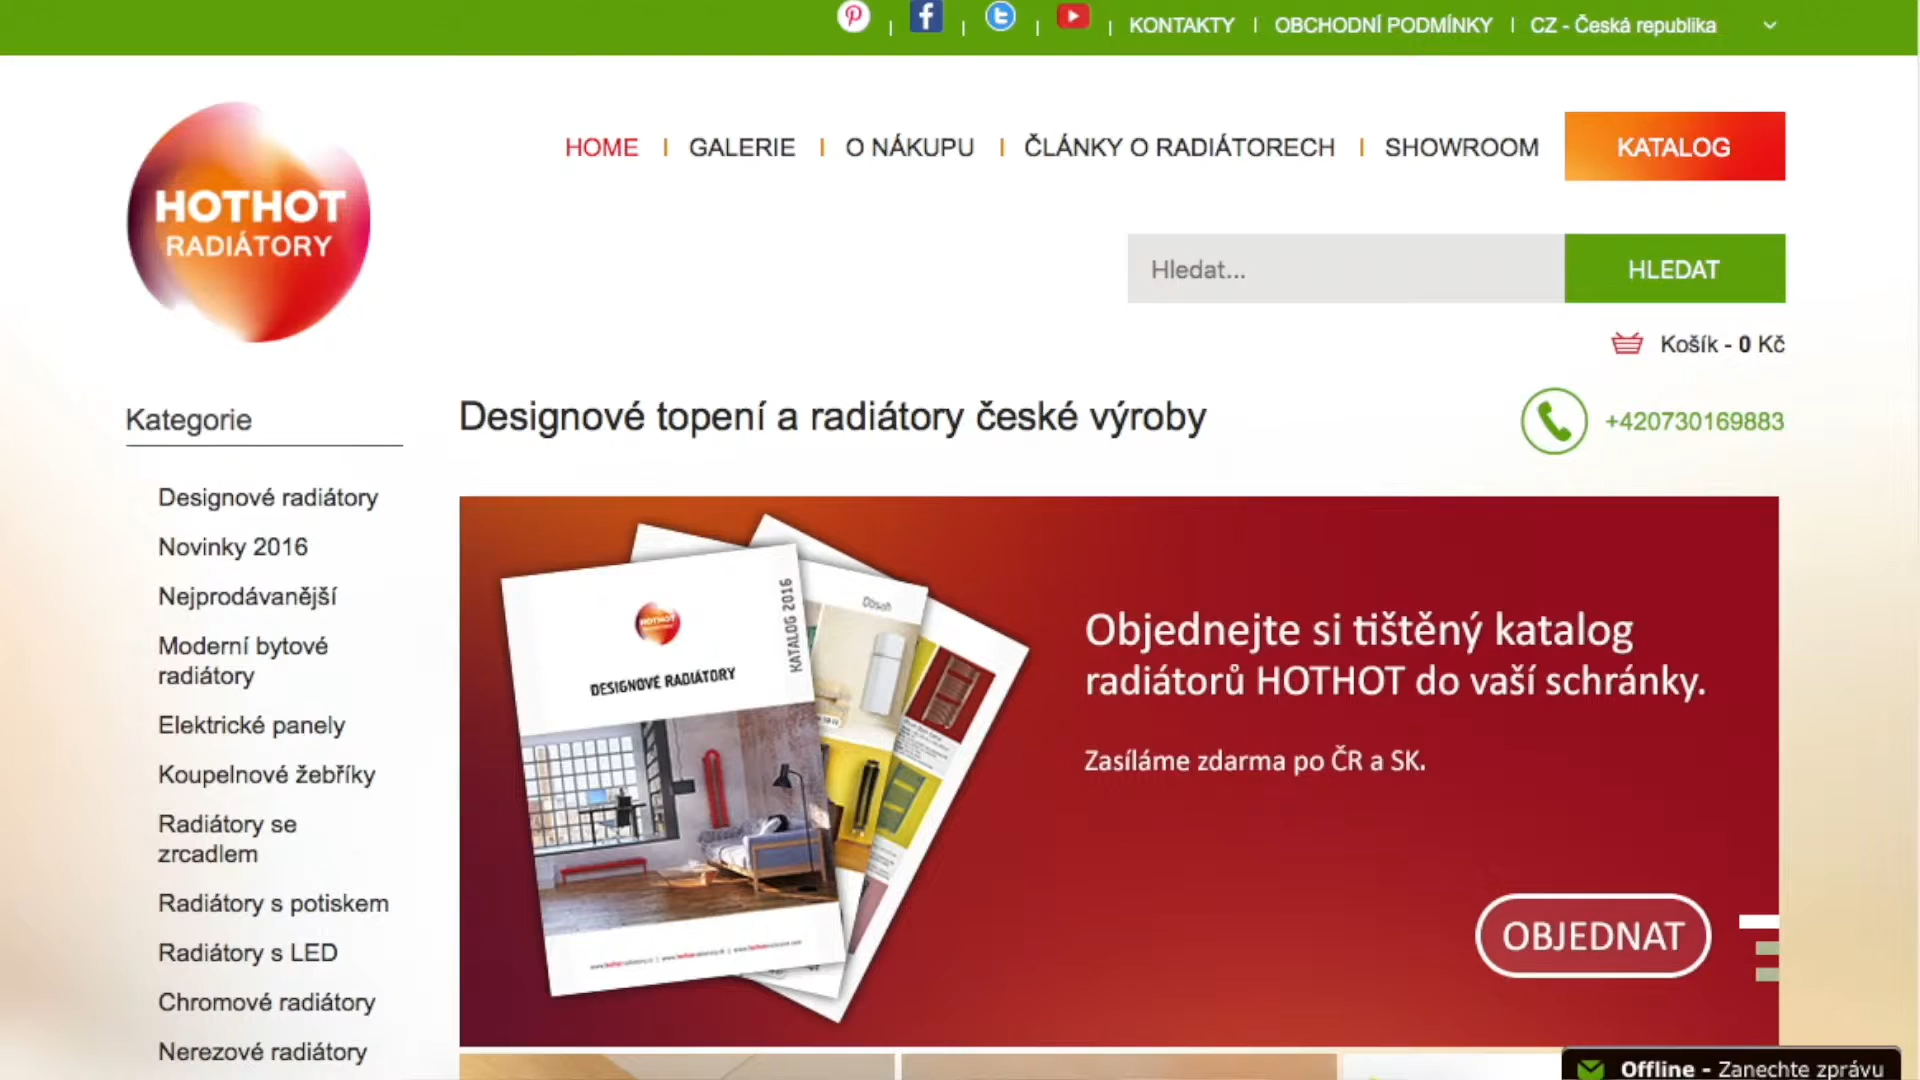 KONTAKTY
OBCHODNÍ PODMÍNKY
CZ - Česká republika
HOTHOT
RADIÁTORY
HOME
GALERIE
O NÁKUPU
ČLÁNKY O RADIÁTORECH
SHOWROOM
KATALOG
Hledat...
HLEDAT
Košík - 0 Kč
Kategorie
Designové topení a radiátory české výroby
+420730169883
Designové radiátory
Novinky 2016
Nejprodávanější
Moderní bytové
radiátory
Elektrické panely
Koupelnové žebříky
Radiátory se
zrcadlem
Radiátory s potiskem
Radiátory s LED
Chromové radiátory
Nerezové radiátory
HOTHOT
DESIGNOVÉ RADIÁTORY
KATALOG 2016
Obsah
Objednejte si tištěný katalog
radiátorů HOTHOT do vaší schránky.
Zasíláme zdarma po ČR a SK.
OBJEDNAT
Offline - Zanechte zprávu